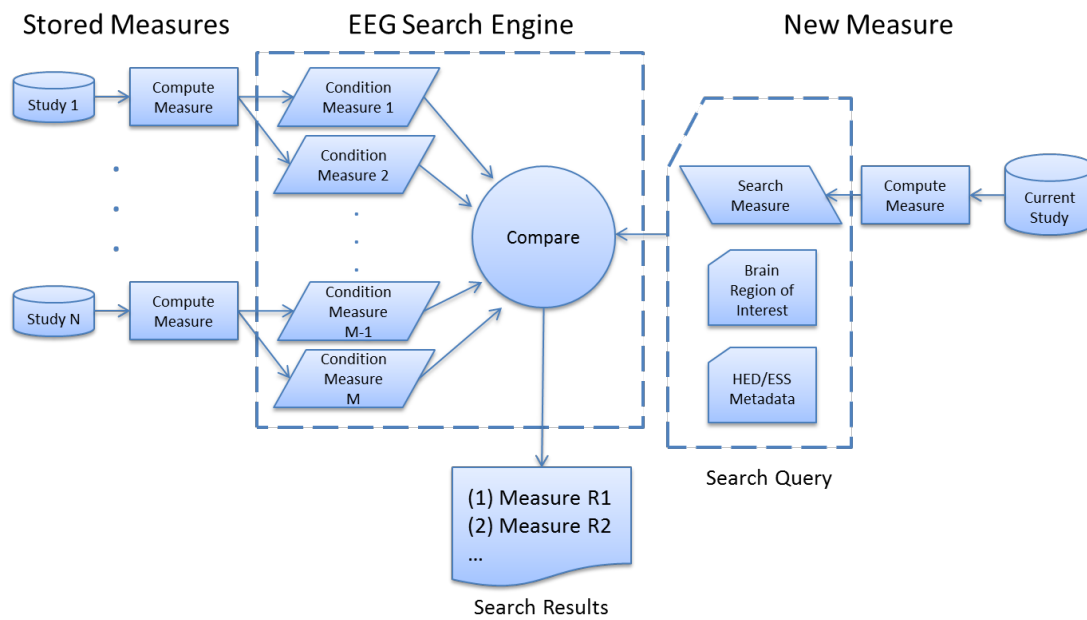 Stored Measures
EEG Search Engine
New Measure
Study 1
Compute
Measure
Condition
Measure 1
Condition
Measure 2
Compare
Search
Measure
Compute
Measure
Current
Study
Brain
Region of
Interest
Study N
Compute
Measure
Condition
Measure
M-1
Condition
Measure
M
HED/ESS
Metadata
Search Query
(1) Measure R1
(2) Measure R2
...
Search Results